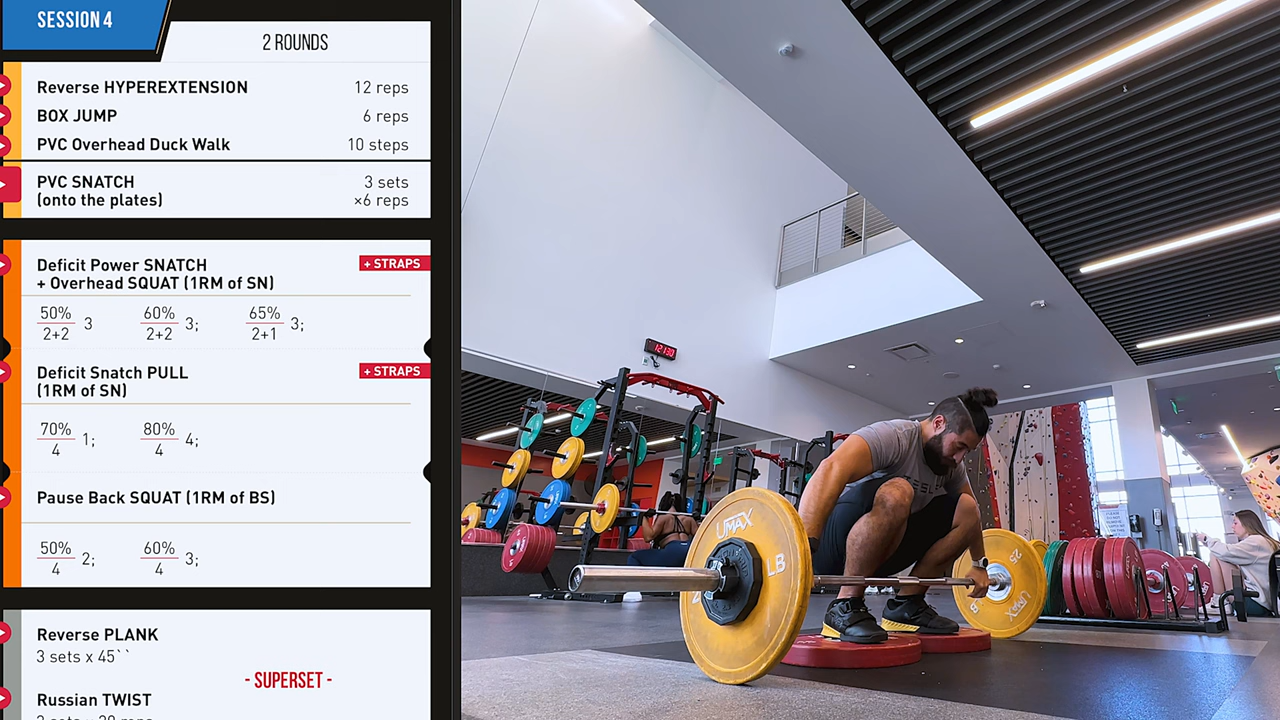 SESSION 4
2 ROUNDS
Reverse HYPEREXTENSION 12 reps
BOX JUMP 6 reps
PVC Overhead Duck Walk 10 steps
PVC SNATCH 3 sets
(onto the plates) ×6 reps
Deficit Power SNATCH + STRAPS
+ Overhead SQUAT (1RM of SN)
50% 60% 65%
3 3; 3;
2+2 2+2 2+1
Deficit Snatch PULL + STRAPS
(1RM of SN)
70% 80%
1; 4;
4 4
Pause Back SQUAT (1RM of BS)
50% 60%
2; 3;
4 4
Reverse PLANK
3 sets x 45``
- SUPERSET -
Russian TWIST
UMAX
LB
25
UMAX